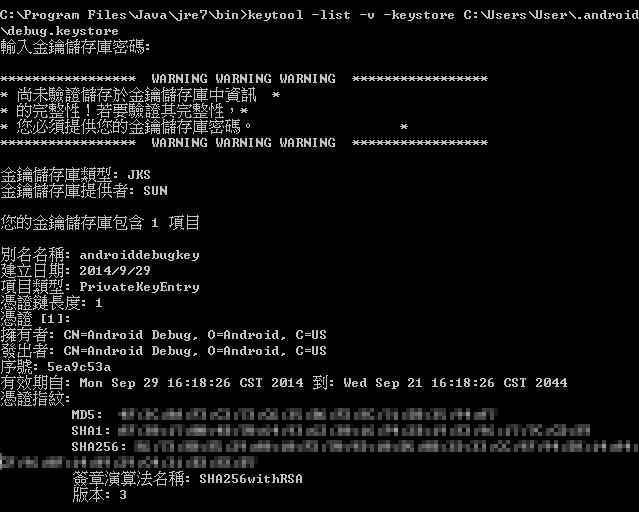 C:\Program Files\Java\jre7\bin>keytool -list -v -keystore C:\Users\User\.android
\debug.keystore
輸入金鑰儲存庫密碼:
***************** WARNING WARNING WARNING *****************
* 尚未驗證儲存於金鑰儲存庫中資訊 *
* 的完整性！若要驗證其完整性，*
* 您必須提供您的金鑰儲存庫密碼。 *
***************** WARNING WARNING WARNING *****************
金鑰儲存庫類型: JKS
金鑰儲存庫提供者: SUN
您的金鑰儲存庫包含 1 項目
別名名稱: androiddebugkey
建立日期: 2014/9/29
項目類型: PrivateKeyEntry
憑證鏈長度: 1
憑證 [1]:
擁有者: CN=Android Debug, O=Android, C=US
發出者: CN=Android Debug, O=Android, C=US
序號: 5ea9c53a
有效期自: Mon Sep 29 16:18:26 CST 2014 到: Wed Sep 21 16:18:26 CST 2044
憑證指紋:
MD5:
SHA1:
SHA256:
簽章演算法名稱: SHA256withRSA
版本: 3